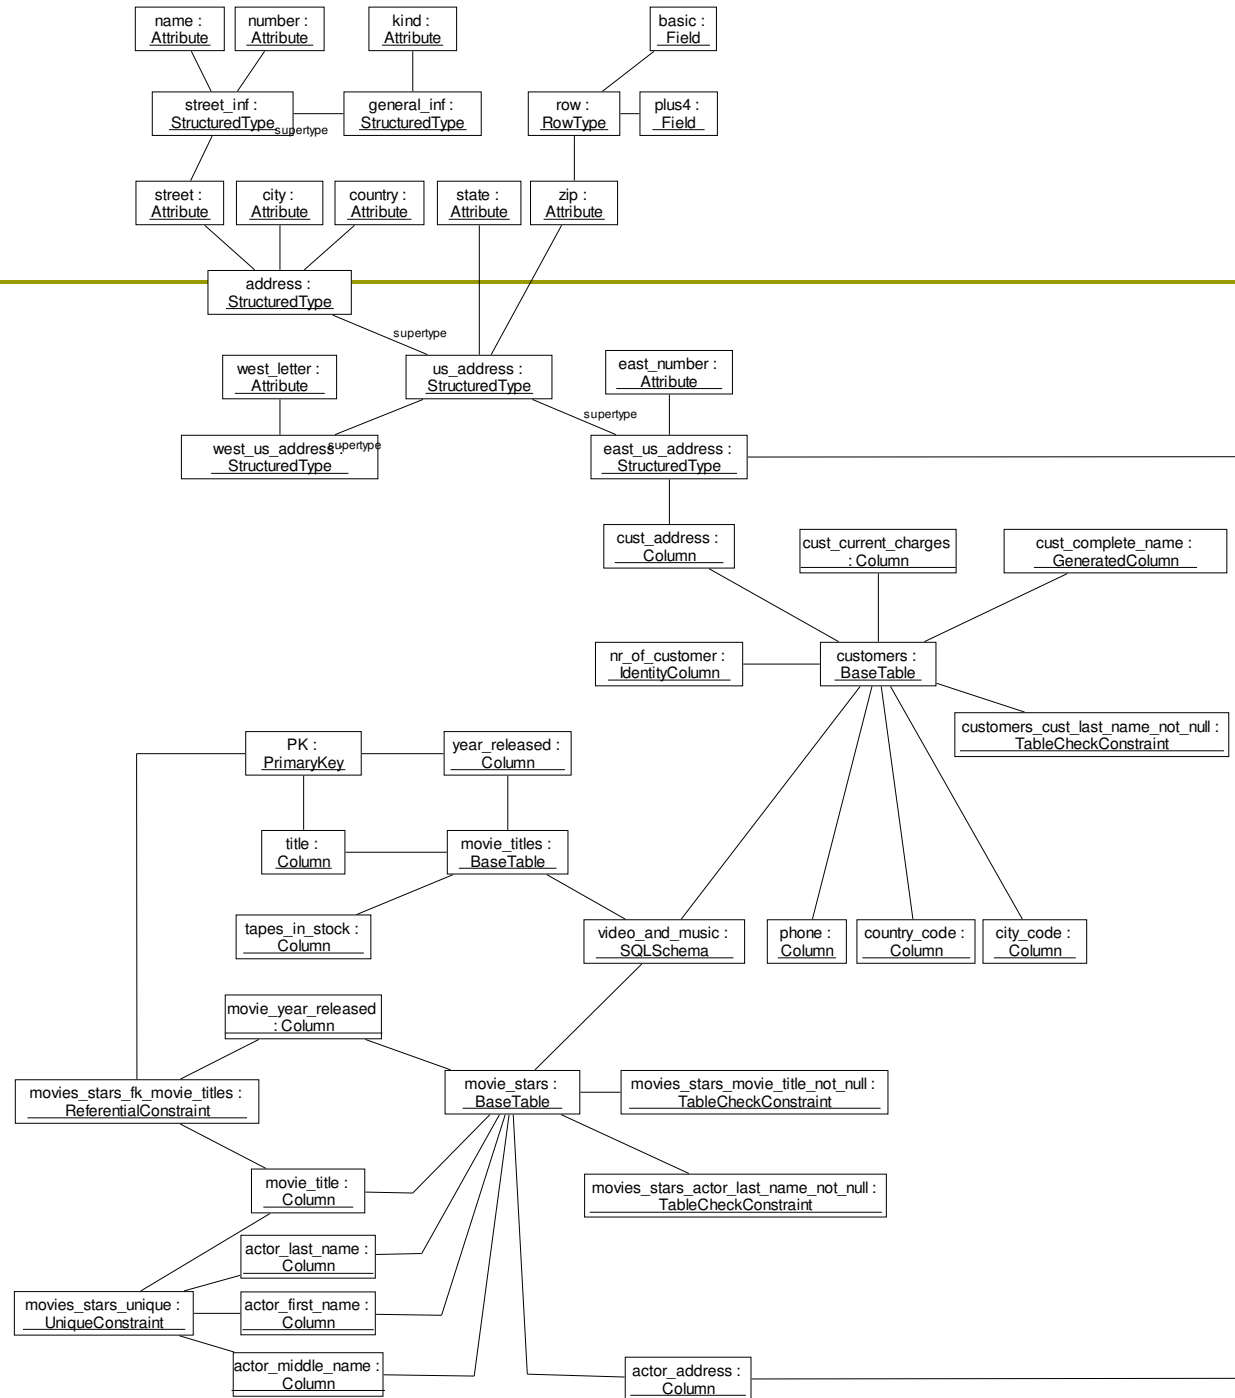 name :
Attribute
number :
Attribute
kind :
Attribute
basic :
Field
street_inf :
StructuredType
supertype
general_inf :
StructuredType
row :
RowType
plus4 :
Field
street :
Attribute
city :
Attribute
country :
Attribute
state :
Attribute
zip :
Attribute
address :
StructuredType
supertype
west_letter :
Attribute
us_address :
StructuredType
east_number :
Attribute
supertype
west_us_address :
StructuredType
supertype
east_us_address :
StructuredType
cust_address :
Column
cust_current_charges
: Column
cust_complete_name :
GeneratedColumn
nr_of_customer :
IdentityColumn
customers :
BaseTable
customers_cust_last_name_not_null :
TableCheckConstraint
PK :
PrimaryKey
year_released :
Column
title :
Column
movie_titles :
BaseTable
tapes_in_stock :
Column
video_and_music :
SQLSchema
phone :
Column
country_code :
Column
city_code :
Column
movie_year_released
: Column
movies_stars_fk_movie_titles :
ReferentialConstraint
movie_stars :
BaseTable
movies_stars_movie_title_not_null :
TableCheckConstraint
movie_title :
Column
movies_stars_actor_last_name_not_null :
TableCheckConstraint
actor_last_name :
Column
movies_stars_unique :
UniqueConstraint
actor_first_name :
Column
actor_middle_name :
Column
actor_address :
Column